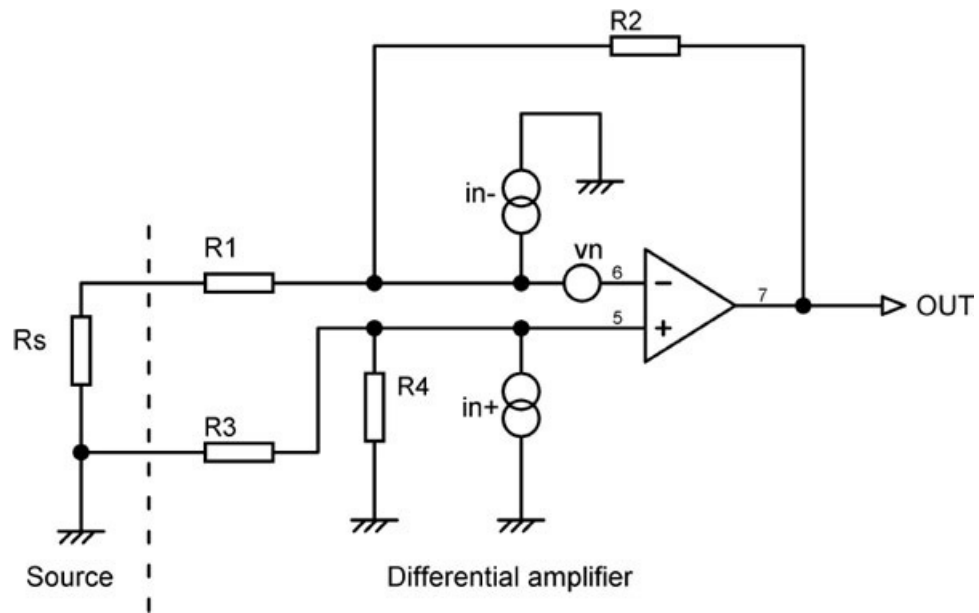 R2
in-
R1
vn
6
7
OUT
5
Rs
R4
in+
R3
Source
Differential amplifier